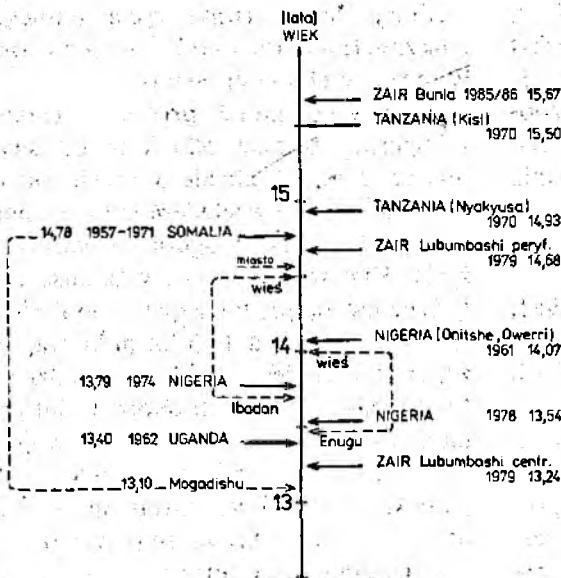 [lata]
WIEK
ZAIR Bunia 1985/86 15,67
TANZANIA (Kisi)
1970 15,50
15
TANZANIA (Nyakyusa)
1970 14,93
14,78 1957-1971 SOMALIA
ZAIR Lubumbashi peryf.
1979 14,68
miasto
wieś
NIGERIA (Onitshe, Owerri)
1961 14,07
14
wieś
13,79 1974 NIGERIA
Ibadan
NIGERIA 1978 13,54
Enugu
13,40 1962 UGANDA
ZAIR Lubumbashi centr.
1979 13,24
13,10 Mogadishu
13